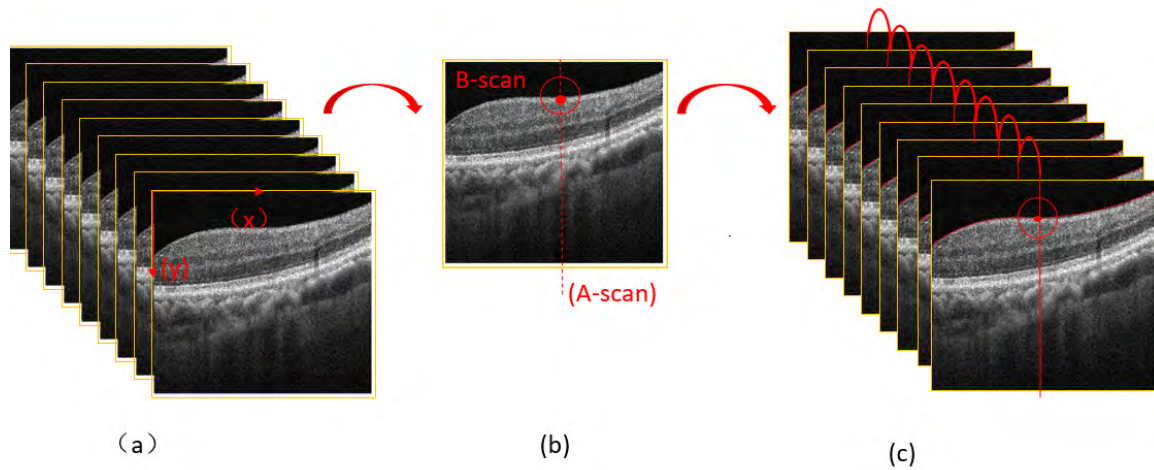 B-scan
（x）
(y)
(A-scan)
（a）
(b)
(c)